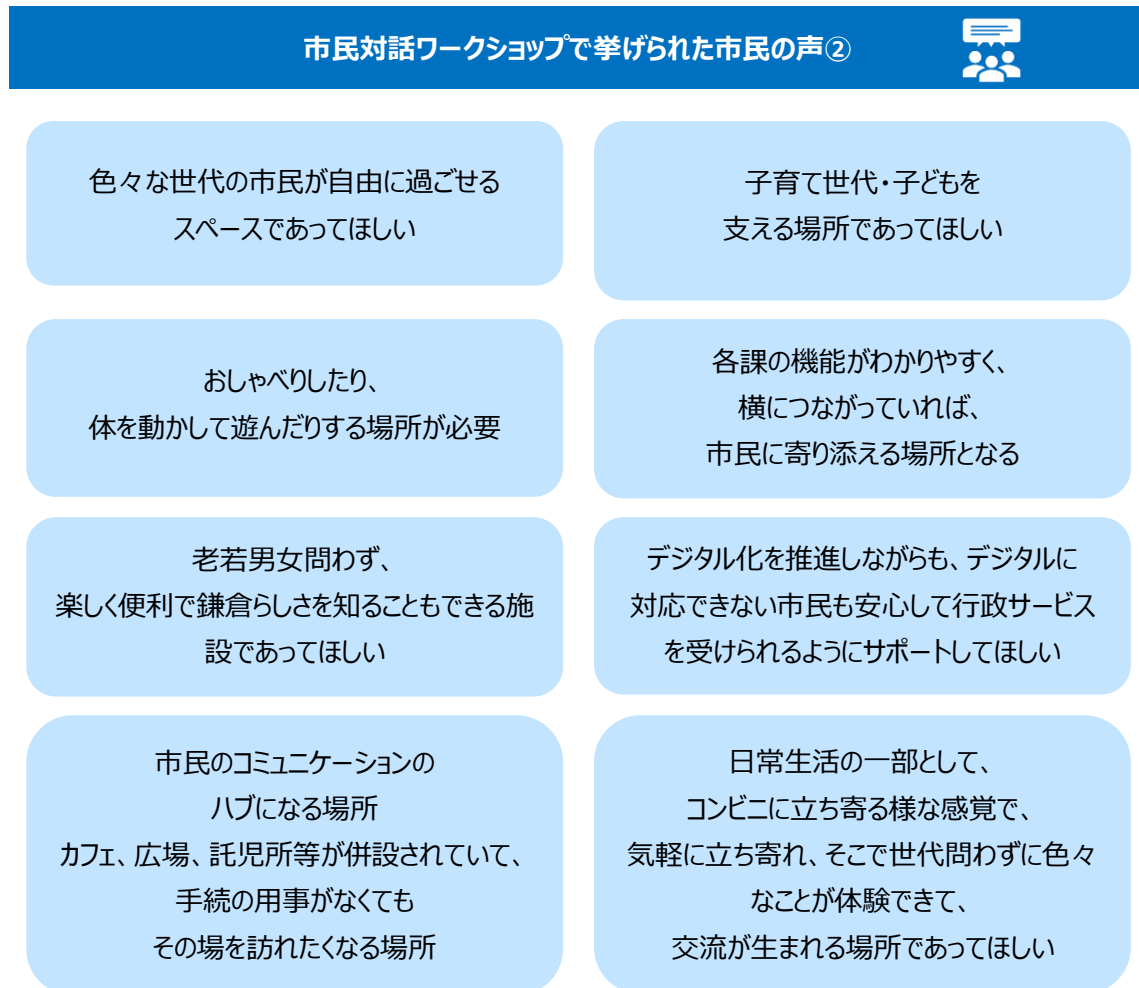 市民対話ワークショップで挙げられた市民の声②
色々な世代の市民が自由に過ごせる
スペースであってほしい
子育て世代・子どもを
支える場所であってほしい
おしゃべりしたり、
体を動かして遊んだりする場所が必要
各課の機能がわかりやすく、
横につながっていれば、
市民に寄り添える場所となる
老若男女問わず、
楽しく便利で鎌倉らしさを知ることもできる施
設であってほしい
デジタル化を推進しながらも、デジタルに
対応できない市民も安心して行政サービス
を受けられるようにサポートしてほしい
市民のコミュニケーションの
ハブになる場所
カフェ、広場、託児所等が併設されていて、
手続の用事がなくても
その場を訪れたくなる場所
日常生活の一部として、
コンビニに立ち寄る様な感覚で、
気軽に立ち寄れ、そこで世代問わずに色々
なことが体験できて、
交流が生まれる場所であってほしい